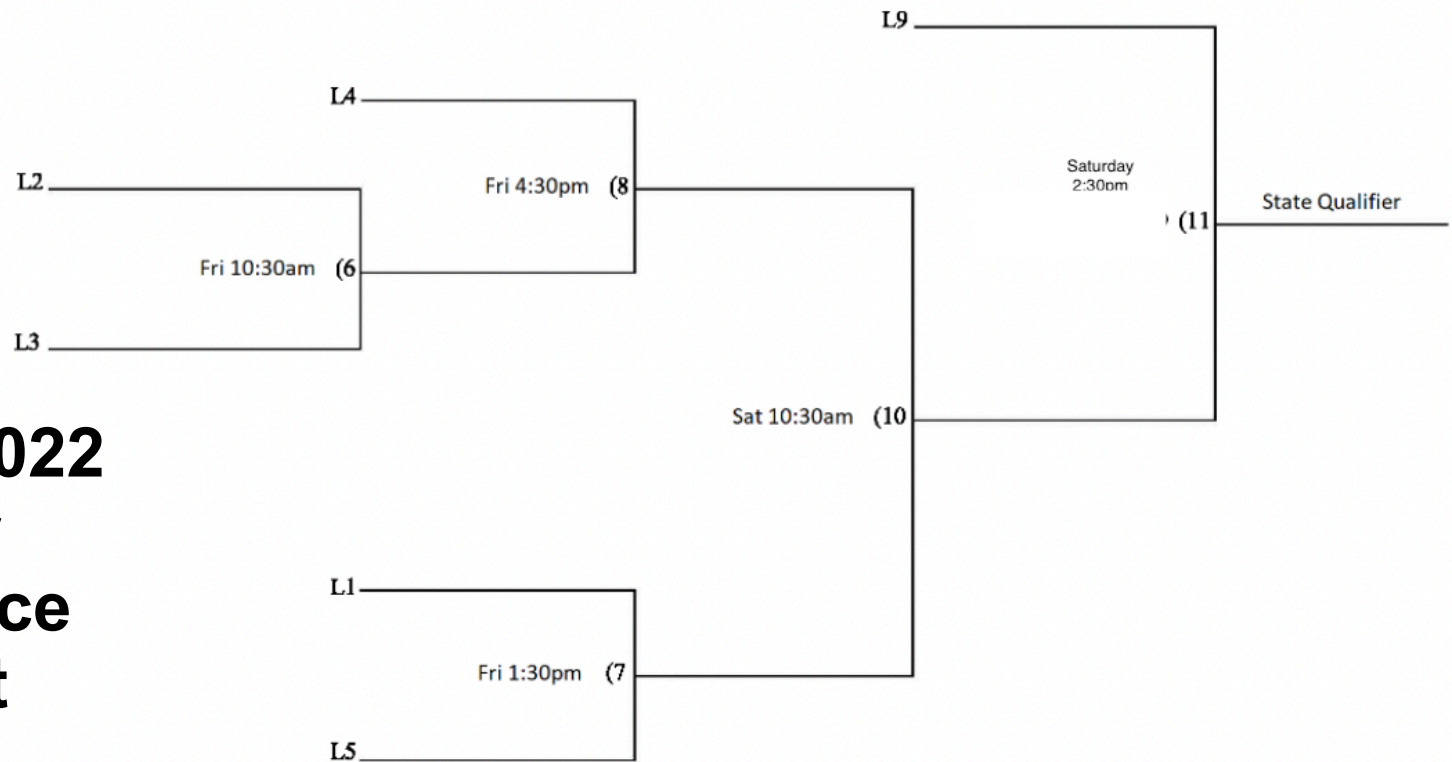 L9
L4
Saturday
2:30pm
L2
Fri 4:30pm (8
State Qualifier
(11
Fri 10:30am (6
L3
Sat 10:30am (10
022
L1
ce
Fri 1:30pm (7
t
L5